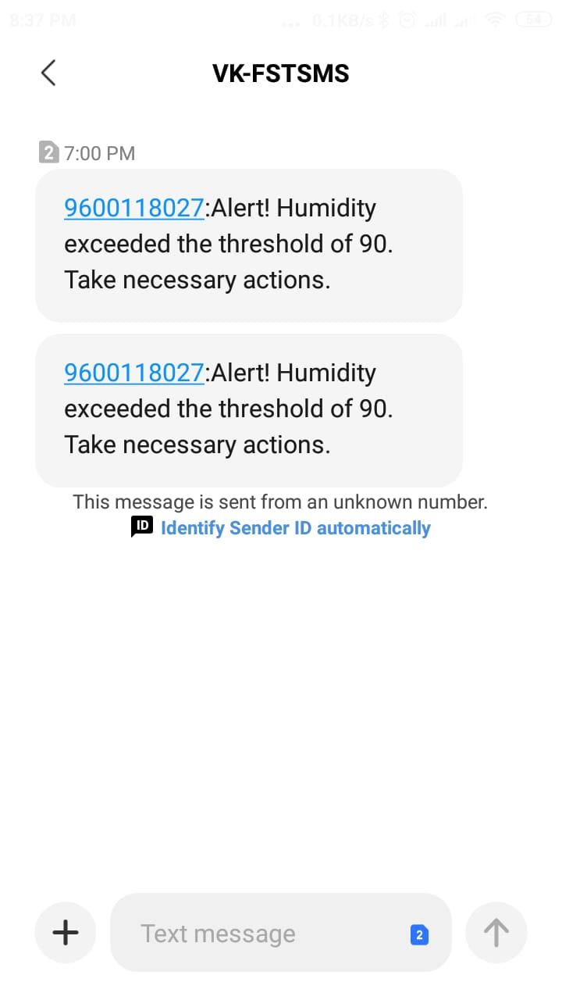 8:37 PM ... 0.1KB/s 54
VK-FSTSMS
2 7:00 PM
9600118027:Alert! Humidity
exceeded the threshold of 90.
Take necessary actions.
9600118027:Alert! Humidity
exceeded the threshold of 90.
Take necessary actions.
This message is sent from an unknown number.
ID Identify Sender ID automatically
Text message 2